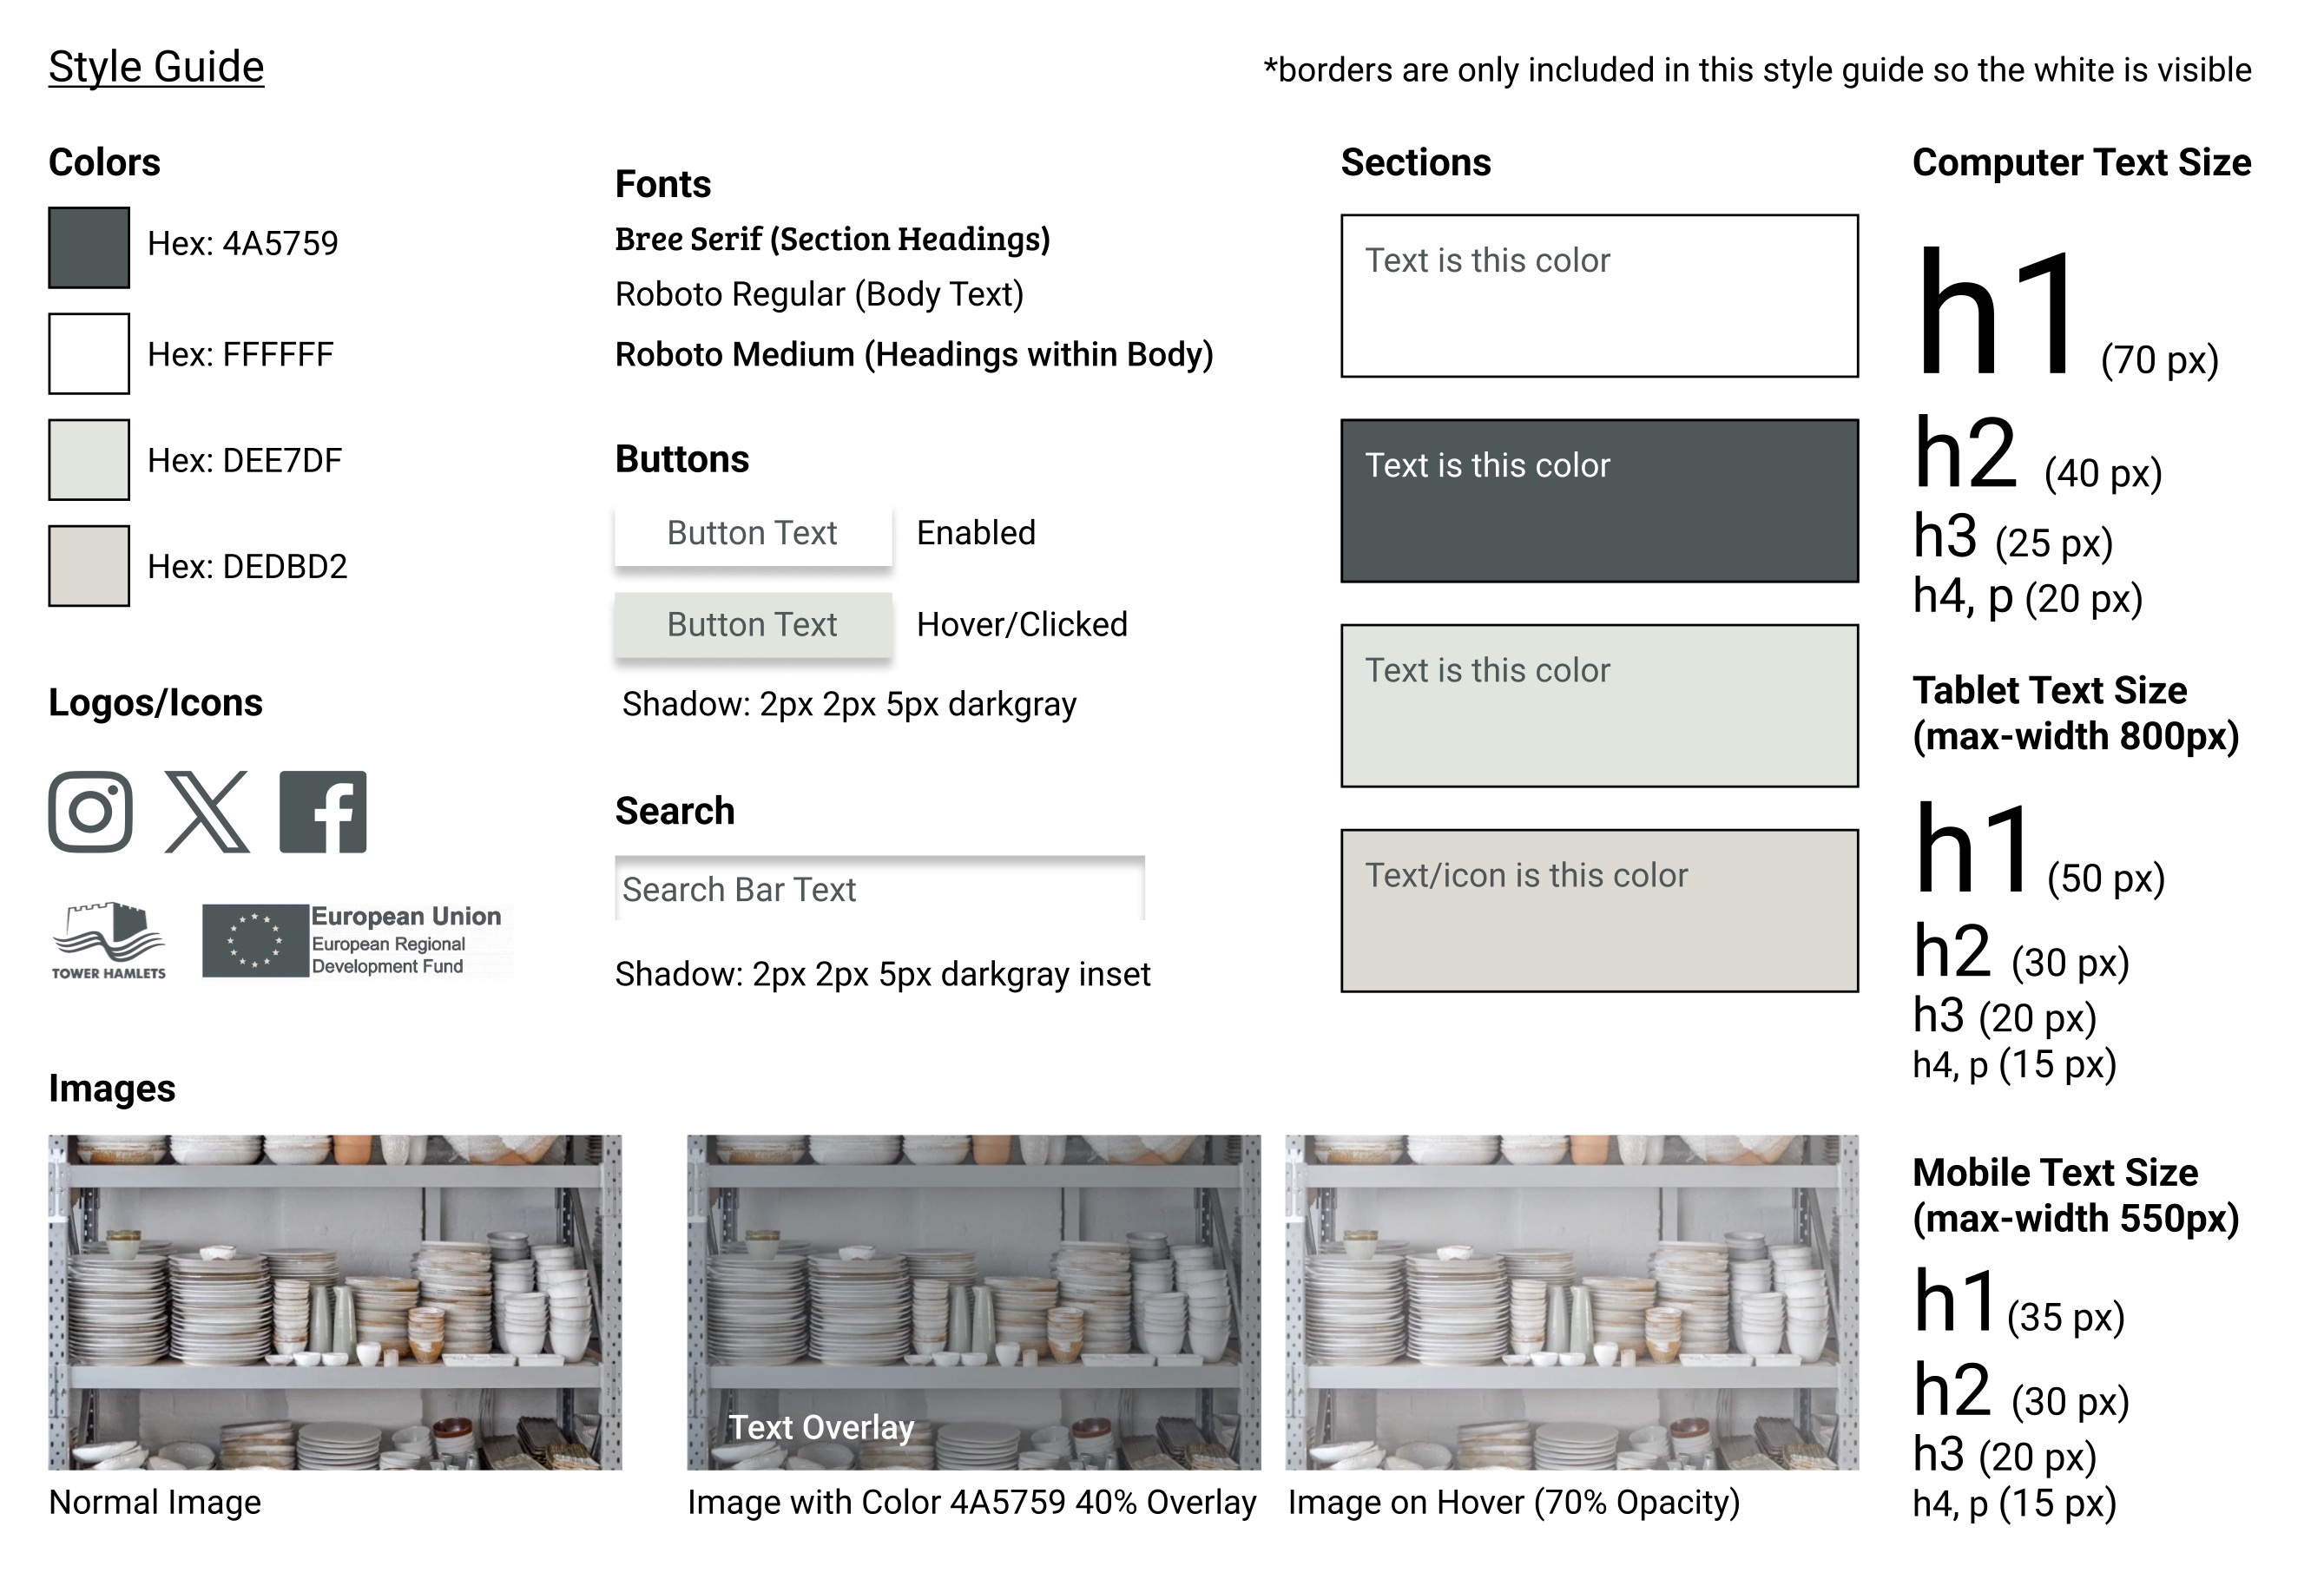 Style Guide
*borders are only included in this style guide so the white is visible
Colors
Hex: 4A5759
Hex: FFFFFF
Hex: DEE7DF
Hex: DEDBD2
Logos/Icons
TOWER HAMLETS
European Union
European Regional
Development Fund
Fonts
Bree Serif (Section Headings)
Roboto Regular (Body Text)
Roboto Medium (Headings within Body)
Buttons
Button Text Enabled
Button Text Hover/Clicked
Shadow: 2px 2px 5px darkgray
Search
Search Bar Text
Shadow: 2px 2px 5px darkgray inset
Sections
Text is this color
Text is this color
Text is this color
Text/icon is this color
Computer Text Size
h1 (70 px)
h2 (40 px)
h3 (25 px)
h4, p (20 px)
Tablet Text Size
(max-width 800px)
h1 (50 px)
h2 (30 px)
h3 (20 px)
h4, p (15 px)
Mobile Text Size
(max-width 550px)
h1 (35 px)
h2 (30 px)
h3 (20 px)
h4, p (15 px)
Images
Normal Image
Text Overlay
Image with Color 4A5759 40% Overlay
Image on Hover (70% Opacity)